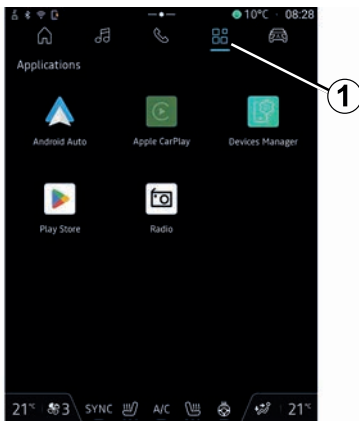 10°C 08:28
1
Applications
Android Auto Apple CarPlay Devices Manager
Play Store Radio
21°C 3 SYNC A/C 21°C